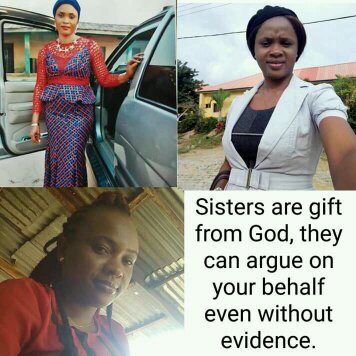 Sisters are gift
from God, they
can argue on
your behalf
even without
evidence.